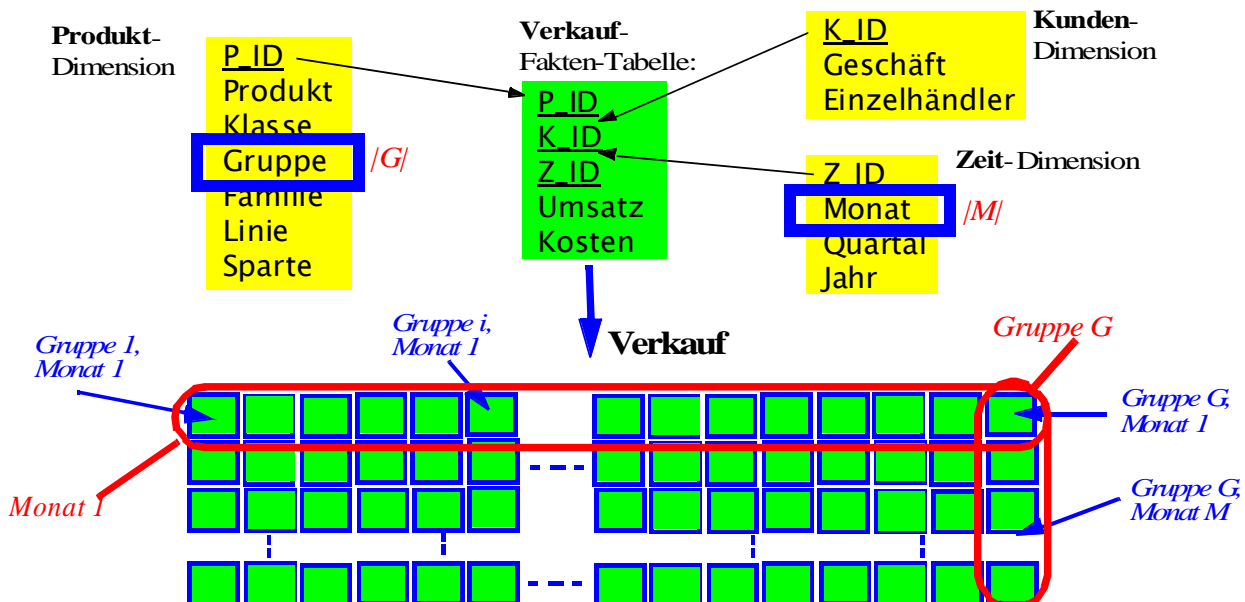 Produkt-
Dimension
P_ID
Produkt
Klasse
Gruppe
Familie
Linie
Sparte
|G|
Verkauf-
Fakten-Tabelle:
P_ID
K_ID
Z_ID
Umsatz
Kosten
K_ID
Geschäft
Einzelhändler
Kunden-
Dimension
Z_ID
Monat
Quartal
Jahr
|M|
Zeit- Dimension
Verkauf
Gruppe 1,
Monat 1
Gruppe i,
Monat 1
Gruppe G
Gruppe G,
Monat 1
Gruppe G,
Monat M
Monat 1